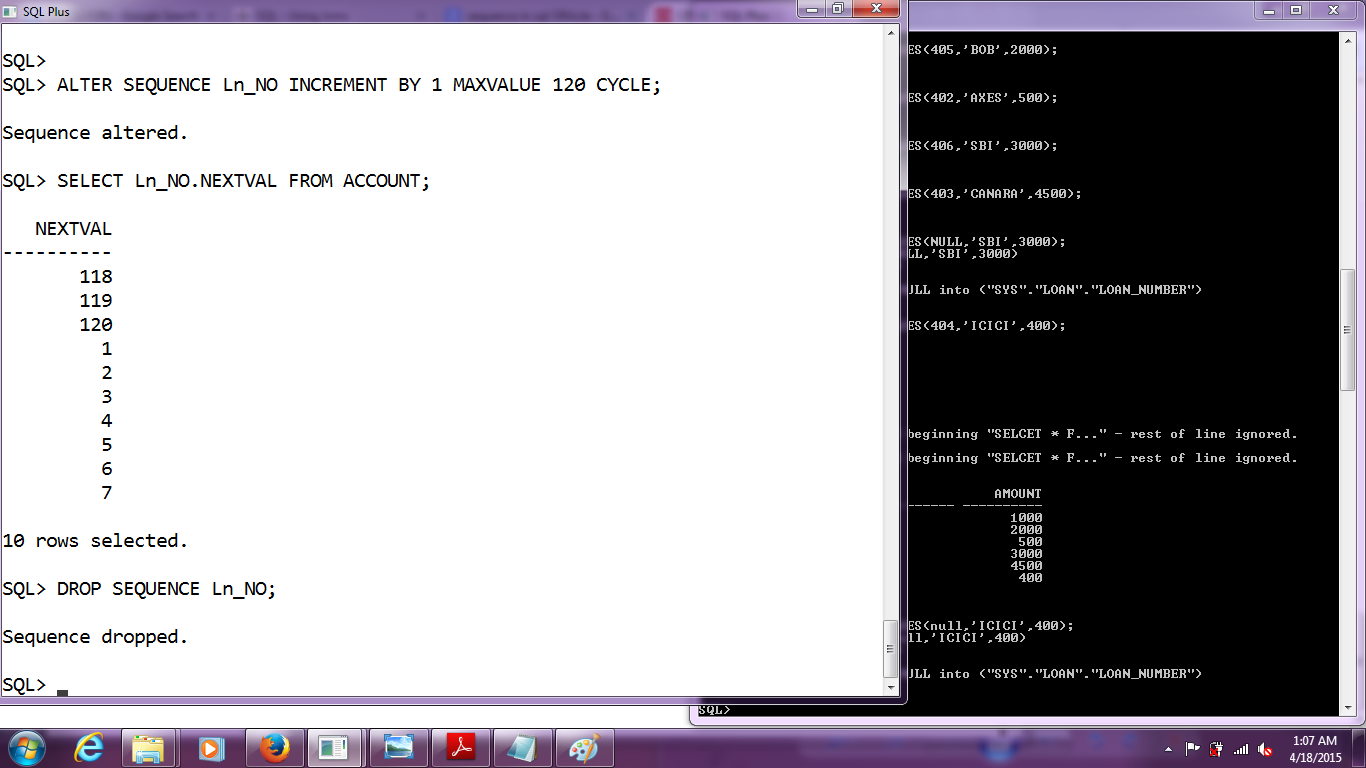 SQL Plus
SQL>
SQL> ALTER SEQUENCE Ln_NO INCREMENT BY 1 MAXVALUE 120 CYCLE;
Sequence altered.
SQL> SELECT Ln_NO.NEXTVAL FROM ACCOUNT;
NEXTVAL
----------
118
119
120
1
2
3
4
5
6
7
10 rows selected.
SQL> DROP SEQUENCE Ln_NO;
Sequence dropped.
SQL>
ES(405,'BOB',2000);
ES(402,'AXES',500);
ES(406,'SBI',3000);
ES(403,'CANARA',4500);
ES(NULL,'SBI',3000);
LL,'SBI',3000)
ULL into ("SYS"."LOAN"."LOAN_NUMBER")
ES(404,'ICICI',400);
beginning "SELCET * F..." - rest of line ignored.
beginning "SELCET * F..." - rest of line ignored.
AMOUNT
------ ----------
1000
2000
500
3000
4500
400
ES(null,'ICICI',400);
ll,'ICICI',400)
ULL into ("SYS"."LOAN"."LOAN_NUMBER")
SQL>
1:07 AM
4/18/2015